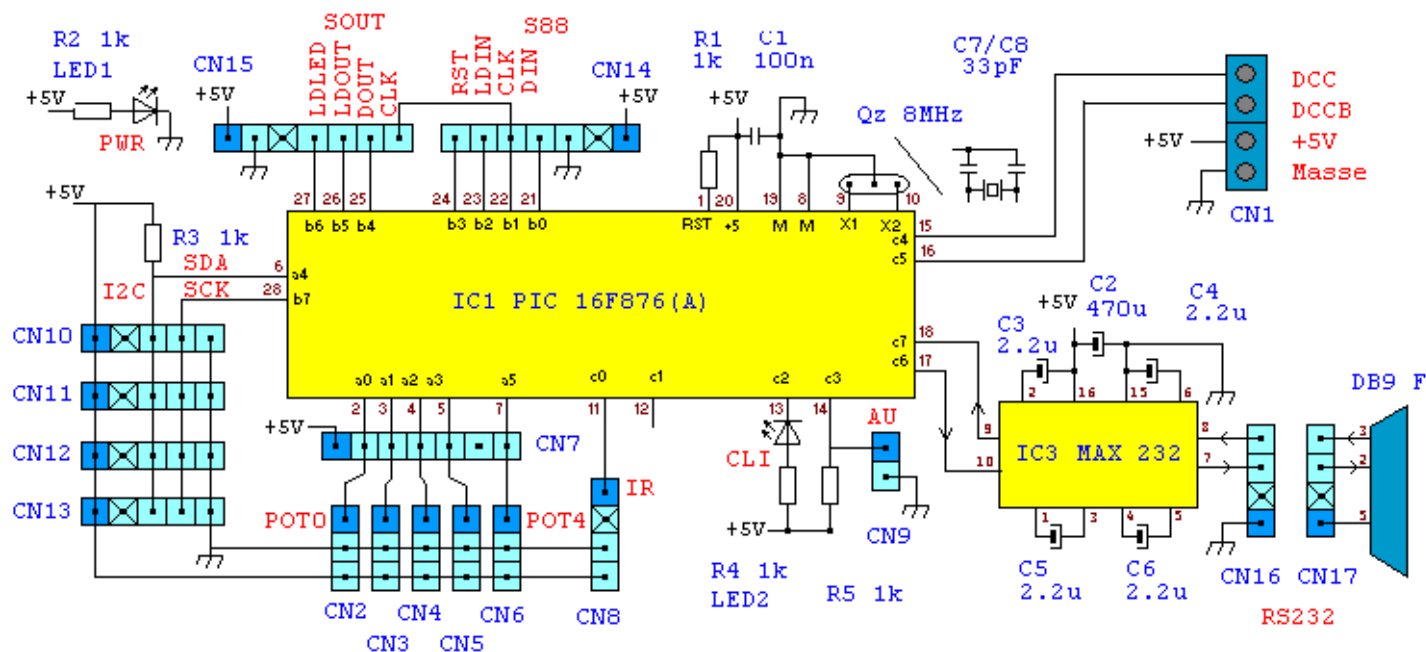 R2 1k
LED1
+5V
PWR
CN15
+5V
SOUT
LDLED
LDOUT
DOUT
CLK
S88
RST
LDIN
CLK
DIN
CN14
+5V
R1
1k
C1
100n
+5V
C7/C8
33pF
Qz 8MHz
DCC
DCCB
+5V
+5V
Masse
CN1
27
26
25
24
23
22
21
1
20
19
8
9
10
b6
b5
b4
b3
b2
b1
b0
RST
+5
M
M
X1
X2
c4
15
c5
16
+5V
R3 1k
SDA
6
a4
I2C
SCK
28
b7
IC1 PIC 16F876(A)
c7
18
c6
17
CN10
CN11
CN12
CN13
a0
a1
a2
a3
a5
c0
c1
c2
c3
2
3
4
5
7
11
12
13
14
+5V
CN7
IR
POT0
POT4
CN2
CN3
CN4
CN5
CN6
CN8
CLI
AU
+5V
CN9
R4 1k
LED2
R5 1k
C2
+5V
470u
C4
2.2u
C3
2.2u
2
16
15
6
9
10
IC3 MAX 232
8
7
1
3
4
5
C5
2.2u
C6
2.2u
CN16
CN17
RS232
DB9 F
3
2
5